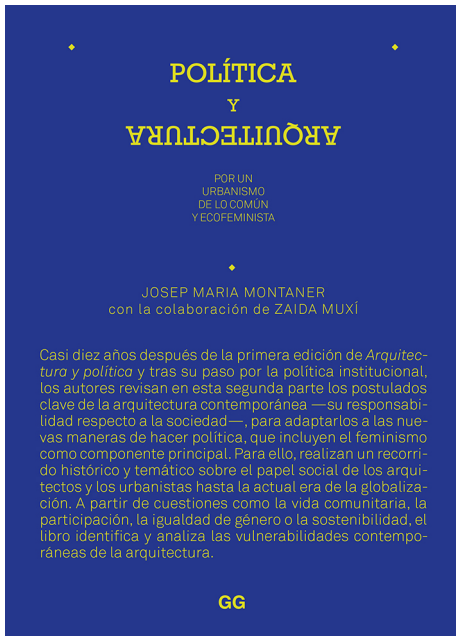 POLÍTICA
Y
ARQUITECTURA
POR UN
URBANISMO
DE LO COMÚN
Y ECOFEMINISTA
JOSEP MARIA MONTANER
con la colaboración de ZAIDA MUXÍ
Casi diez años después de la primera edición de Arquitec-
tura y política y tras su paso por la política institucional,
los autores revisan en esta segunda parte los postulados
clave de la arquitectura contemporánea —su responsabi-
lidad respecto a la sociedad—, para adaptarlos a las nue-
vas maneras de hacer política, que incluyen el feminismo
como componente principal. Para ello, realizan un recorri-
do histórico y temático sobre el papel social de los arqui-
tectos y los urbanistas hasta la actual era de la globaliza-
ción. A partir de cuestiones como la vida comunitaria, la
participación, la igualdad de género o la sostenibilidad, el
libro identifica y analiza las vulnerabilidades contempo-
ráneas de la arquitectura.
GG